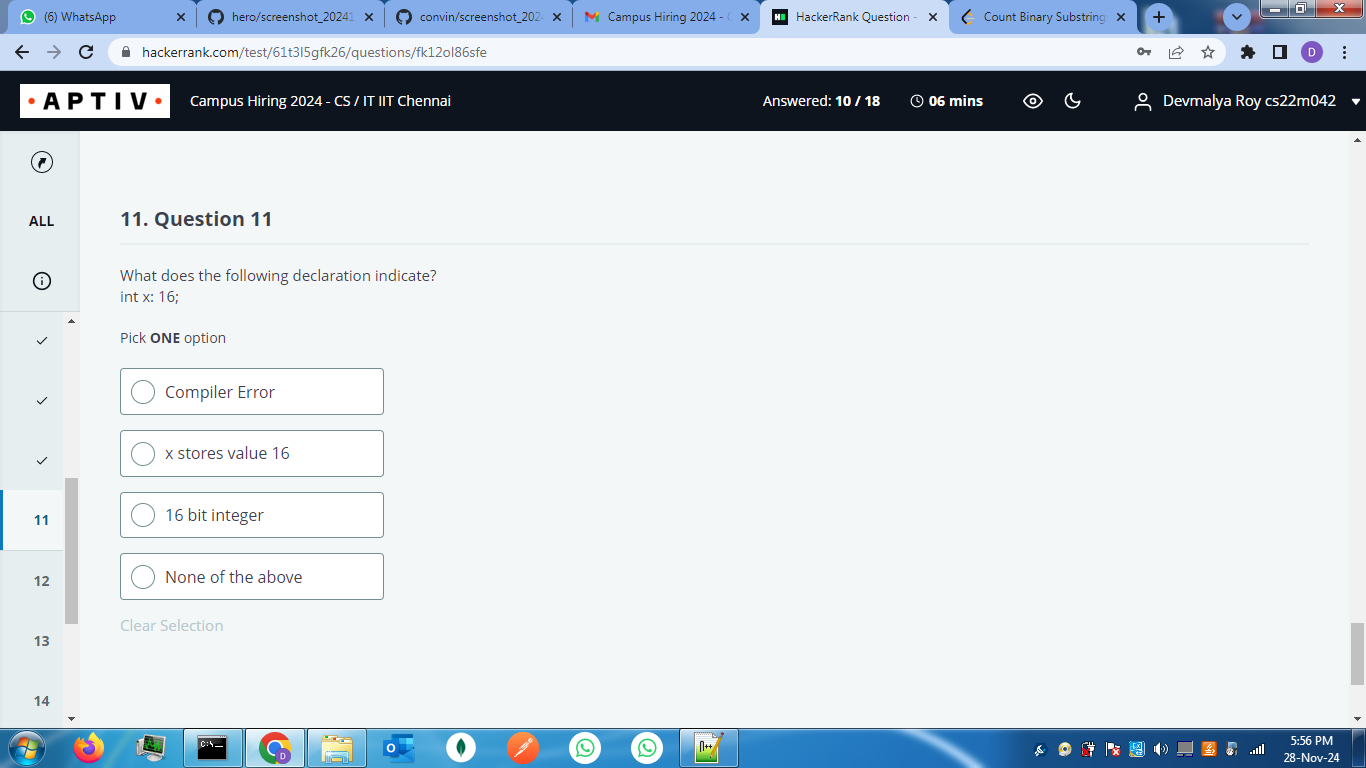 (6) WhatsApp
hero/screenshot_20241
convin/screenshot_202
Campus Hiring 2024 - C
HackerRank Question -
Count Binary Substring
hackerrank.com/test/61t3l5gfk26/questions/fk12ol86sfe
D
APTIV
Campus Hiring 2024 - CS / IT IIT Chennai
Answered: 10 / 18
06 mins
Devmalya Roy cs22m042
ALL
11. Question 11
What does the following declaration indicate?
int x: 16;
Pick ONE option
Compiler Error
x stores value 16
16 bit integer
None of the above
Clear Selection
11
12
13
14
5:56 PM
28-Nov-24